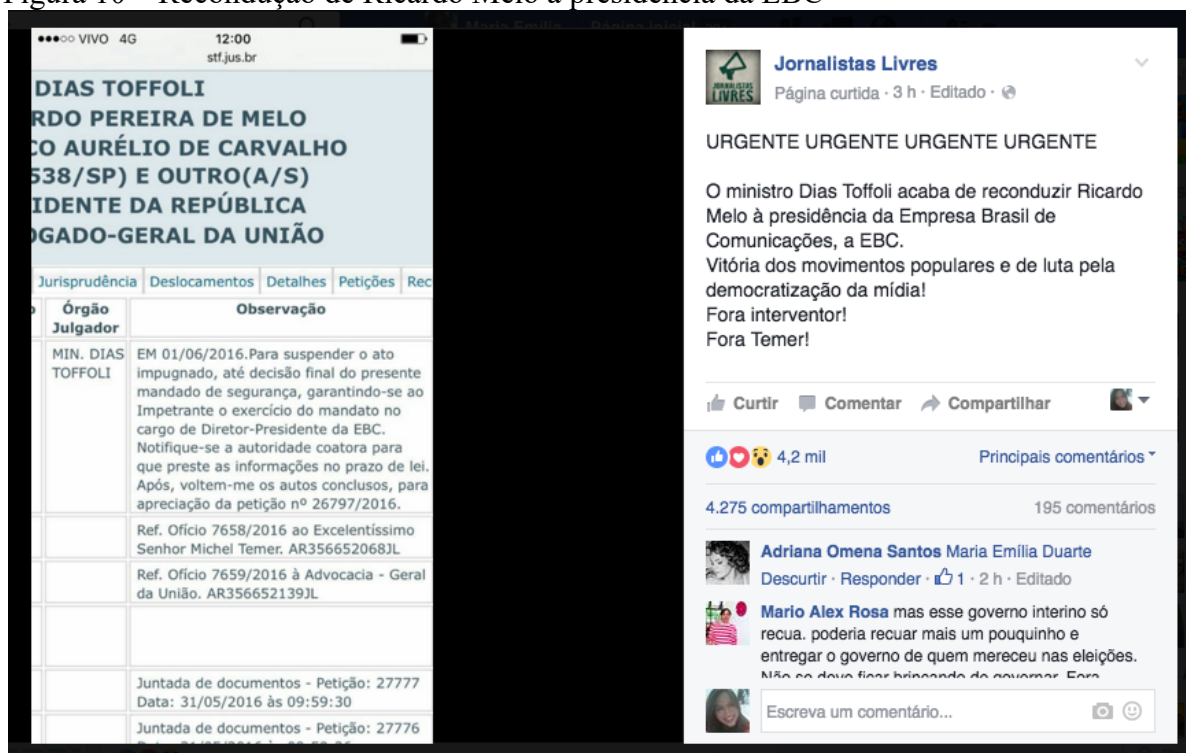 Figura 10 – Recondução de Ricardo Melo à presidência da EBC
VIVO 4G 12:00
stf.jus.br
DIAS TOFFOLI
RDO PEREIRA DE MELO
CO AURÉLIO DE CARVALHO
538/SP) E OUTRO(A/S)
IDENTE DA REPÚBLICA
OGADO-GERAL DA UNIÃO
Jurisprudência Deslocamentos Detalhes Petições Rec
Órgão
Julgador
Observação
MIN. DIAS
TOFFOLI
EM 01/06/2016.Para suspender o ato
impugnado, até decisão final do presente
mandado de segurança, garantindo-se ao
Impetrante o exercício do mandato no
cargo de Diretor-Presidente da EBC.
Notifique-se a autoridade coatora para
que preste as informações no prazo de lei.
Após, voltem-me os autos conclusos, para
apreciação da petição nº 26797/2016.
Ref. Ofício 7658/2016 ao Excelentíssimo
Senhor Michel Temer. AR356652068JL
Ref. Ofício 7659/2016 à Advocacia - Geral
da União. AR356652139JL
Juntada de documentos - Petição: 27777
Data: 31/05/2016 às 09:59:30
Juntada de documentos - Petição: 27776
JORNALISTAS
LIVRES
Jornalistas Livres
Página curtida · 3 h · Editado ·
URGENTE URGENTE URGENTE URGENTE
O ministro Dias Toffoli acaba de reconduzir Ricardo
Melo à presidência da Empresa Brasil de
Comunicações, a EBC.
Vitória dos movimentos populares e de luta pela
democratização da mídia!
Fora interventor!
Fora Temer!
Curtir Comentar Compartilhar
4,2 mil Principais comentários
4.275 compartilhamentos 195 comentários
Adriana Omena Santos Maria Emília Duarte
Descurtir · Responder · 1 · 2 h · Editado
Mario Alex Rosa mas esse governo interino só
recua. poderia recuar mais um pouquinho e
entregar o governo de quem mereceu nas eleições.
Não se deve ficar brincando de governar. Fora
Escreva um comentário...